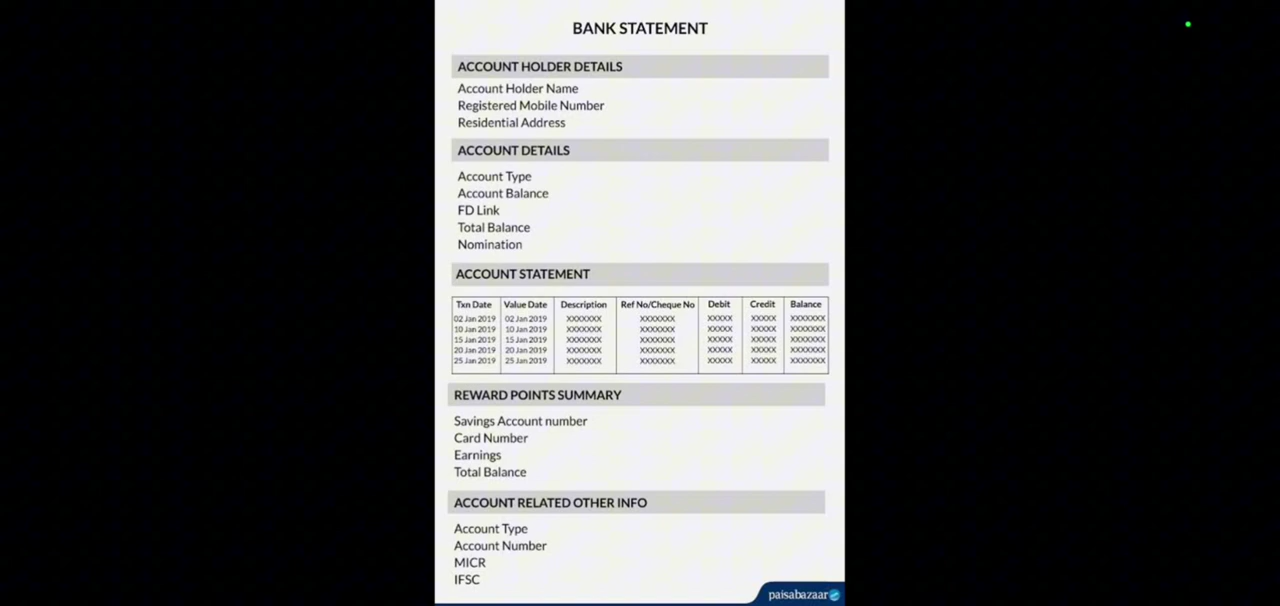 BANK STATEMENT
ACCOUNT HOLDER DETAILS
Account Holder Name
Registered Mobile Number
Residential Address
ACCOUNT DETAILS
Account Type
Account Balance
FD Link
Total Balance
Nomination
ACCOUNT STATEMENT
Txn Date Value Date Description Ref No/Cheque No Debit Credit Balance
02 Jan 2019 02 Jan 2019 XXXXXXX XXXXXXX XXXXX XXXXX XXXXXXX
10 Jan 2019 10 Jan 2019 XXXXXXX XXXXXXX XXXXX XXXXX XXXXXXX
15 Jan 2019 15 Jan 2019 XXXXXXX XXXXXXX XXXXX XXXXX XXXXXXX
20 Jan 2019 20 Jan 2019 XXXXXXX XXXXXXX XXXXX XXXXX XXXXXXX
25 Jan 2019 25 Jan 2019 XXXXXXX XXXXXXX XXXXX XXXXX XXXXXXX
REWARD POINTS SUMMARY
Savings Account number
Card Number
Earnings
Total Balance
ACCOUNT RELATED OTHER INFO
Account Type
Account Number
MICR
IFSC
paisabazaar